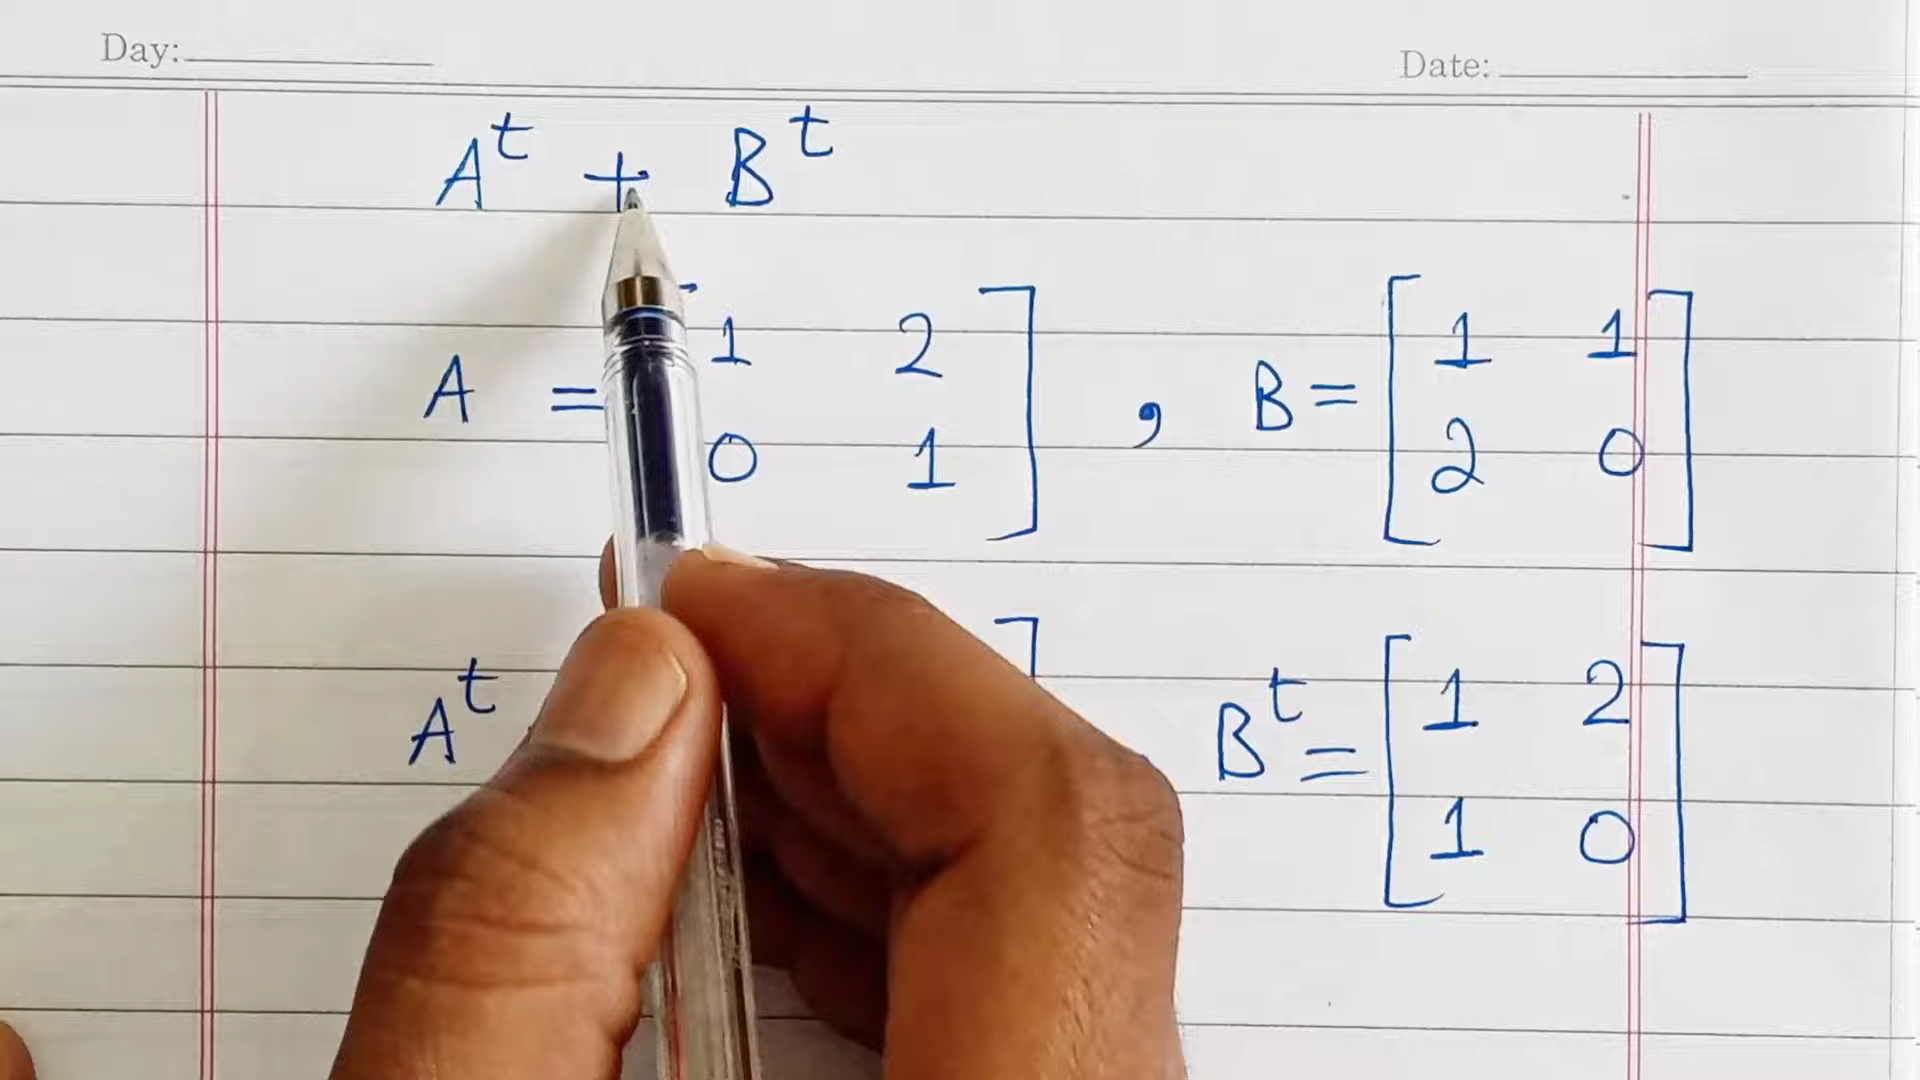 Day: Date:
A^t + B^t
A = [1 2 0 1], B = [1 1 2 0]
A^t B^t = [1 2 1 0]